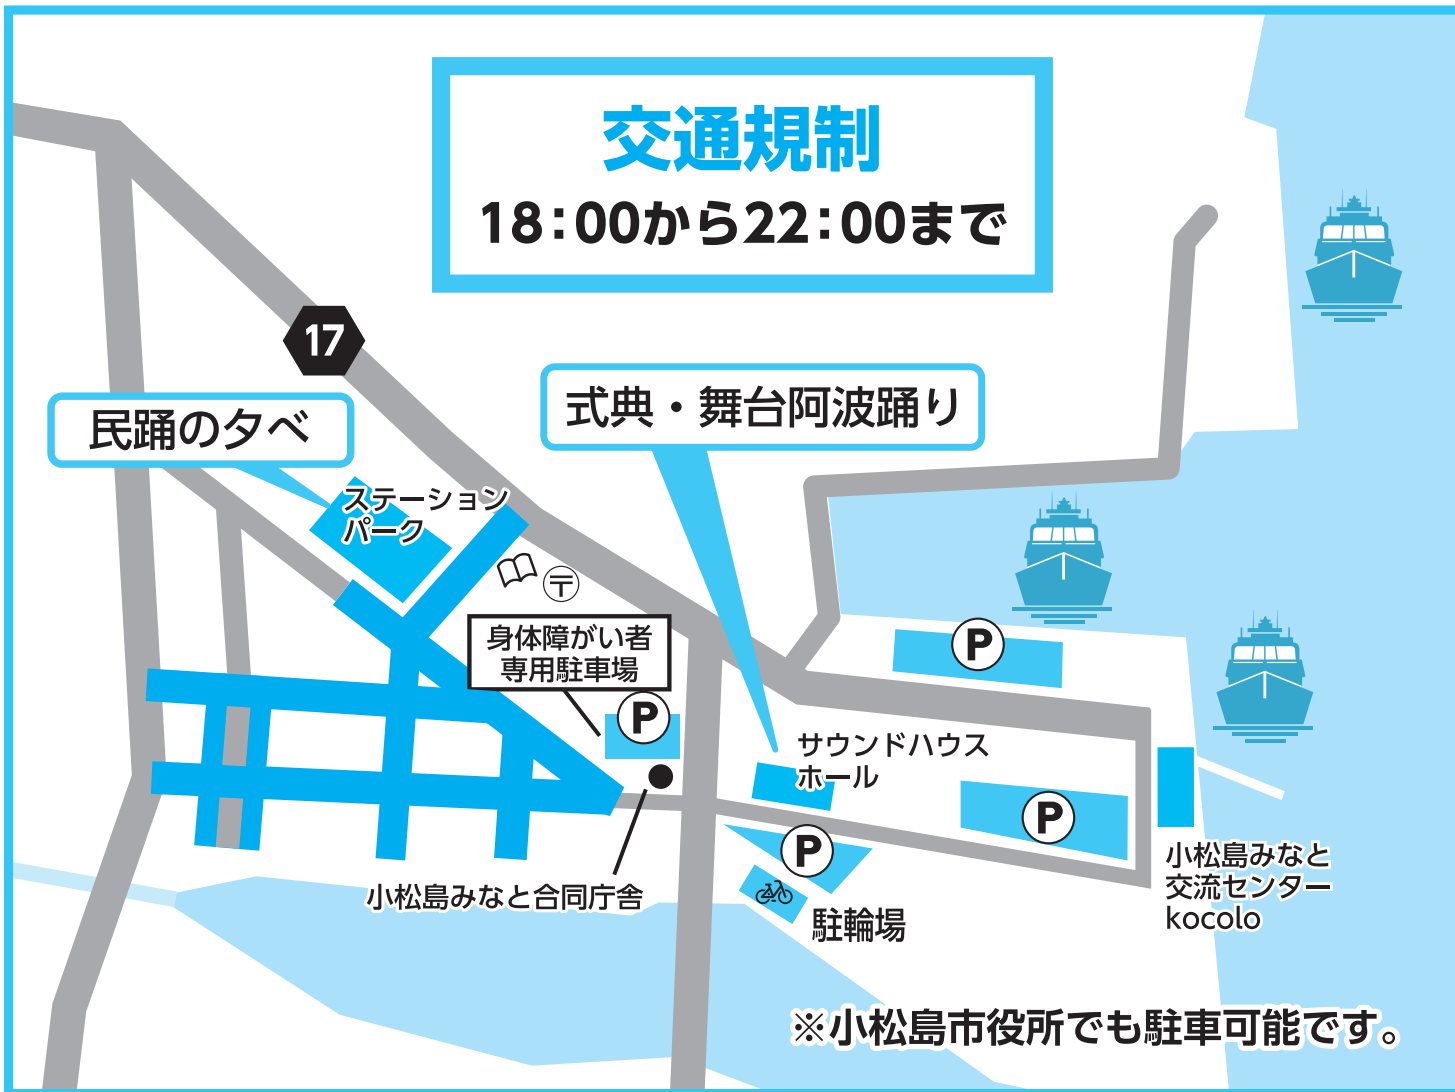 交通規制
18:00から22:00まで
17
民踊の夕べ
式典・舞台阿波踊り
ステーション
パーク
〒
身体障がい者
専用駐車場
P
P
サウンドハウス
ホール
P
P
小松島みなと合同庁舎
駐輪場
小松島みなと
交流センター
kocolo
※小松島市役所でも駐車可能です。